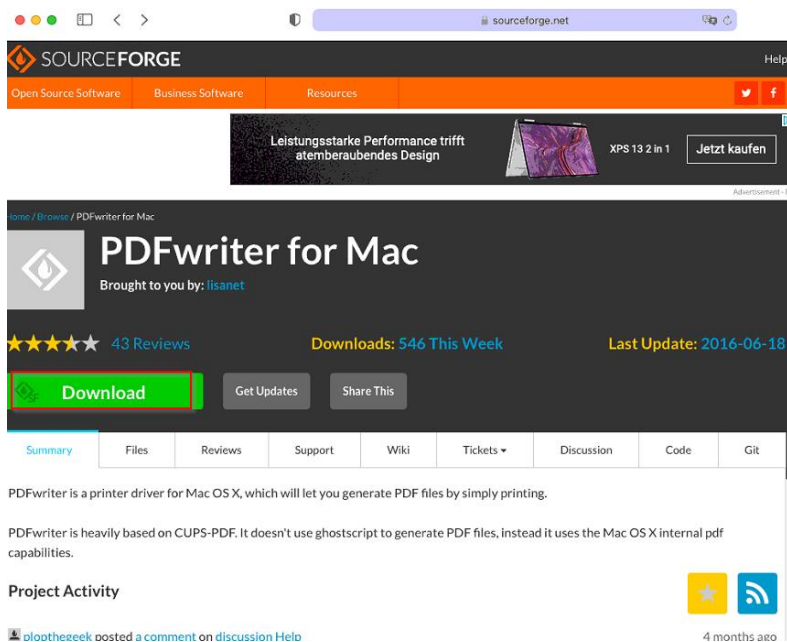 sourceforge.net
SOURCEFORGE
Help
Open Source Software Business Software Resources
Leistungsstarke Performance trifft
atemberaubendes Design
XPS 13 2 in 1
Jetzt kaufen
Advertisement -
Home / Browse / PDFwriter for Mac
PDFwriter for Mac
Brought to you by: lisanet
43 Reviews
Downloads: 546 This Week
Last Update: 2016-06-18
SF
Download
Get Updates
Share This
Summary Files Reviews Support Wiki Tickets Discussion Code Git
PDFwriter is a printer driver for Mac OS X, which will let you generate PDF files by simply printing.
PDFwriter is heavily based on CUPS-PDF. It doesn't use ghostscript to generate PDF files, instead it uses the Mac OS X internal pdf
capabilities.
Project Activity
plopthegeek posted a comment on discussion Help
4 months ago